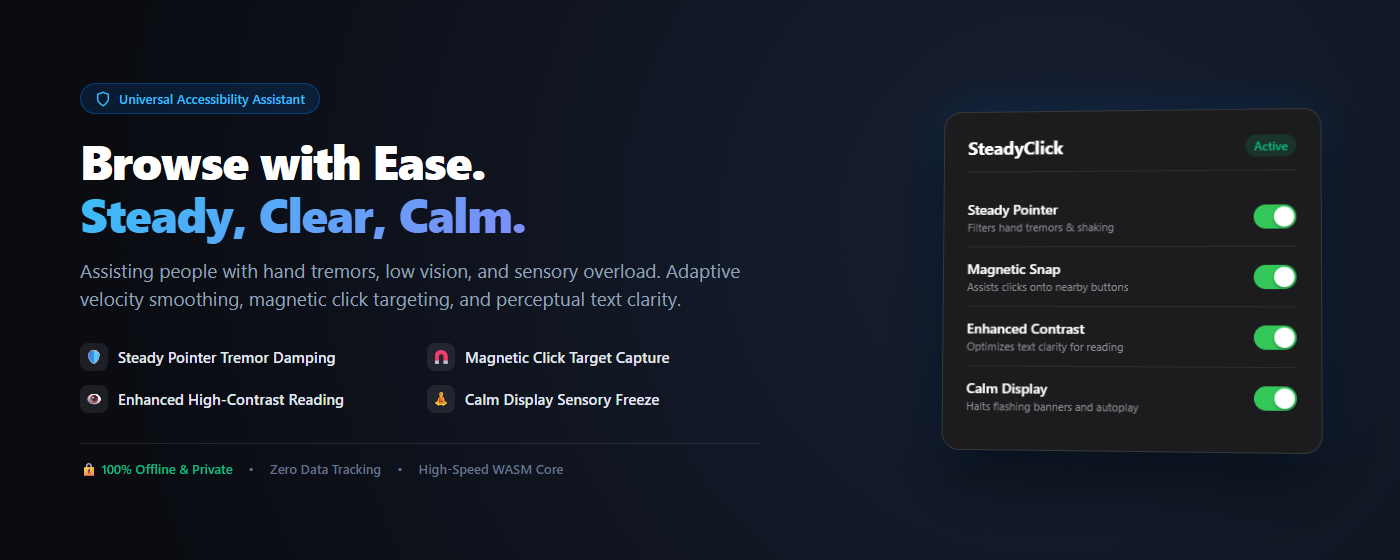 Universal Accessibility Assistant
Browse with Ease.
Steady, Clear, Calm.
Assisting people with hand tremors, low vision, and sensory overload. Adaptive
velocity smoothing, magnetic click targeting, and perceptual text clarity.
Steady Pointer Tremor Damping
Magnetic Click Target Capture
Enhanced High-Contrast Reading
Calm Display Sensory Freeze
100% Offline & Private • Zero Data Tracking • High-Speed WASM Core
SteadyClick
Active
Steady Pointer
Filters hand tremors & shaking
Magnetic Snap
Assists clicks onto nearby buttons
Enhanced Contrast
Optimizes text clarity for reading
Calm Display
Halts flashing banners and autoplay